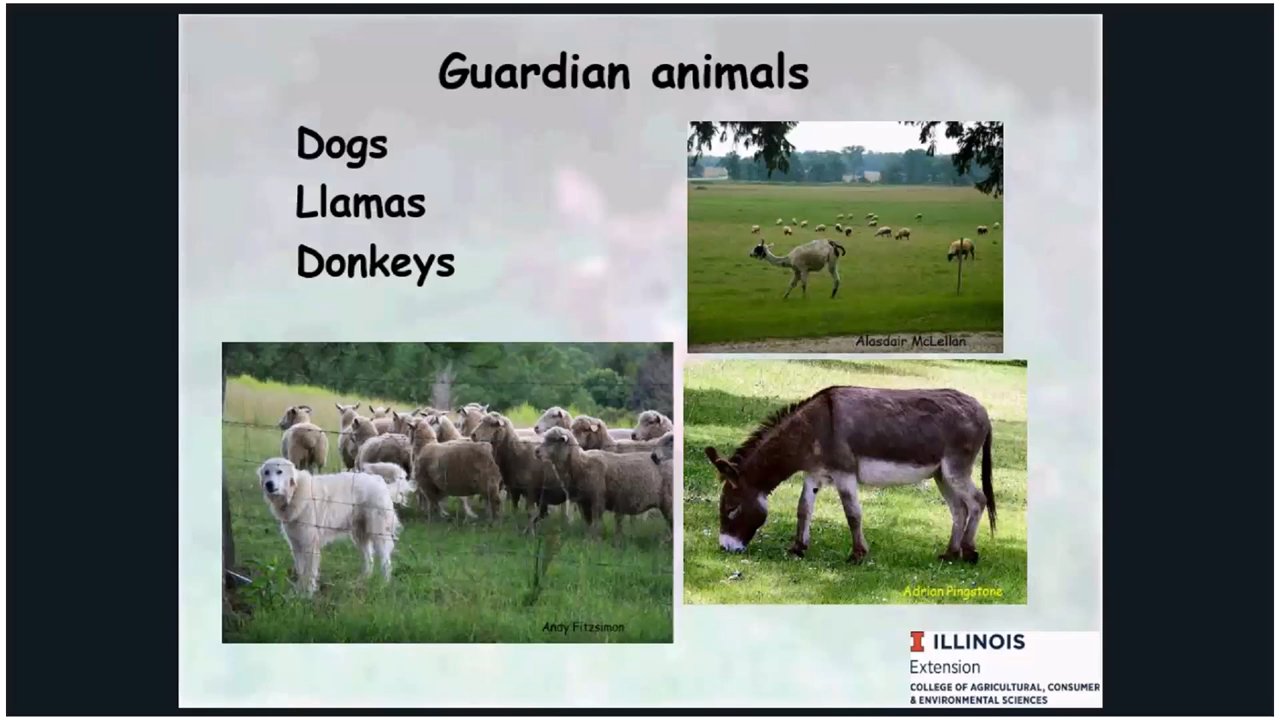 Guardian animals
Dogs
Llamas
Donkeys
Alasdair McLellan
Andy Fitzsimon
Adrian Pingstone
I ILLINOIS
Extension
COLLEGE OF AGRICULTURAL, CONSUMER
& ENVIRONMENTAL SCIENCES